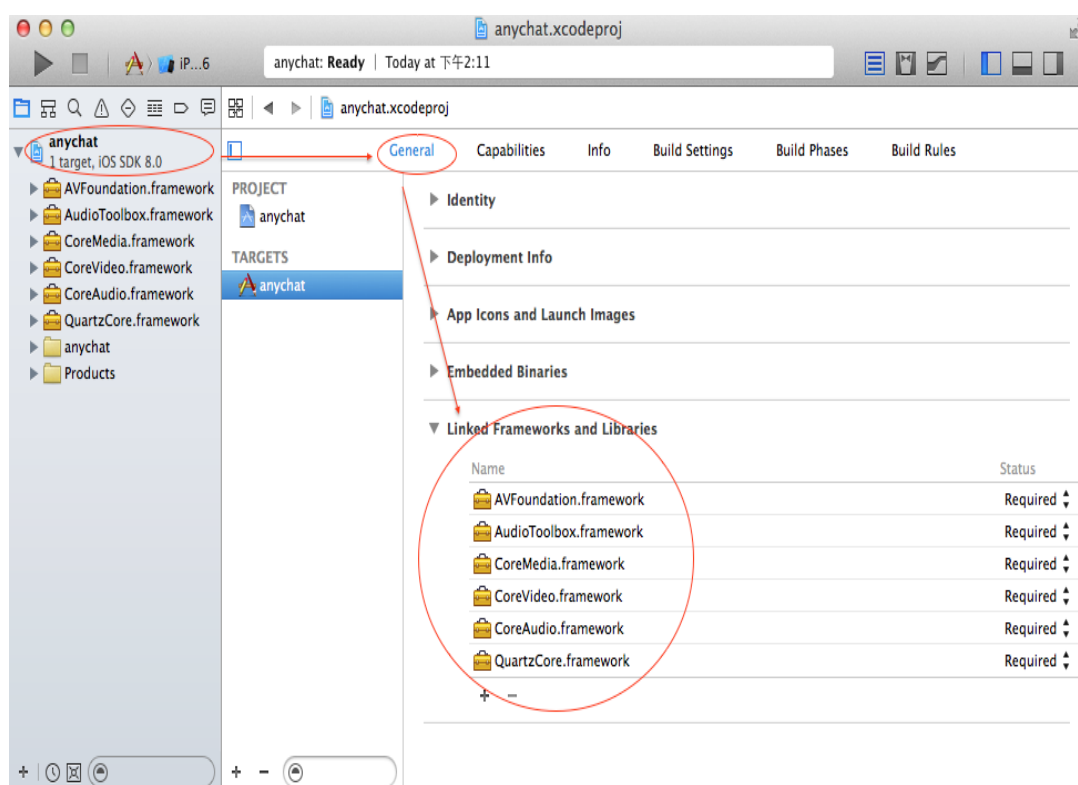 anychat.xcodeproj
iP...6
anychat: Ready | Today at 下午2:11
anychat.xcodeproj
anychat
1 target, iOS SDK 8.0
AVFoundation.framework
AudioToolbox.framework
CoreMedia.framework
CoreVideo.framework
CoreAudio.framework
QuartzCore.framework
anychat
Products
PROJECT
anychat
TARGETS
anychat
General Capabilities Info Build Settings Build Phases Build Rules
Identity
Deployment Info
App Icons and Launch Images
Embedded Binaries
Linked Frameworks and Libraries
Name Status
AVFoundation.framework Required
AudioToolbox.framework Required
CoreMedia.framework Required
CoreVideo.framework Required
CoreAudio.framework Required
QuartzCore.framework Required